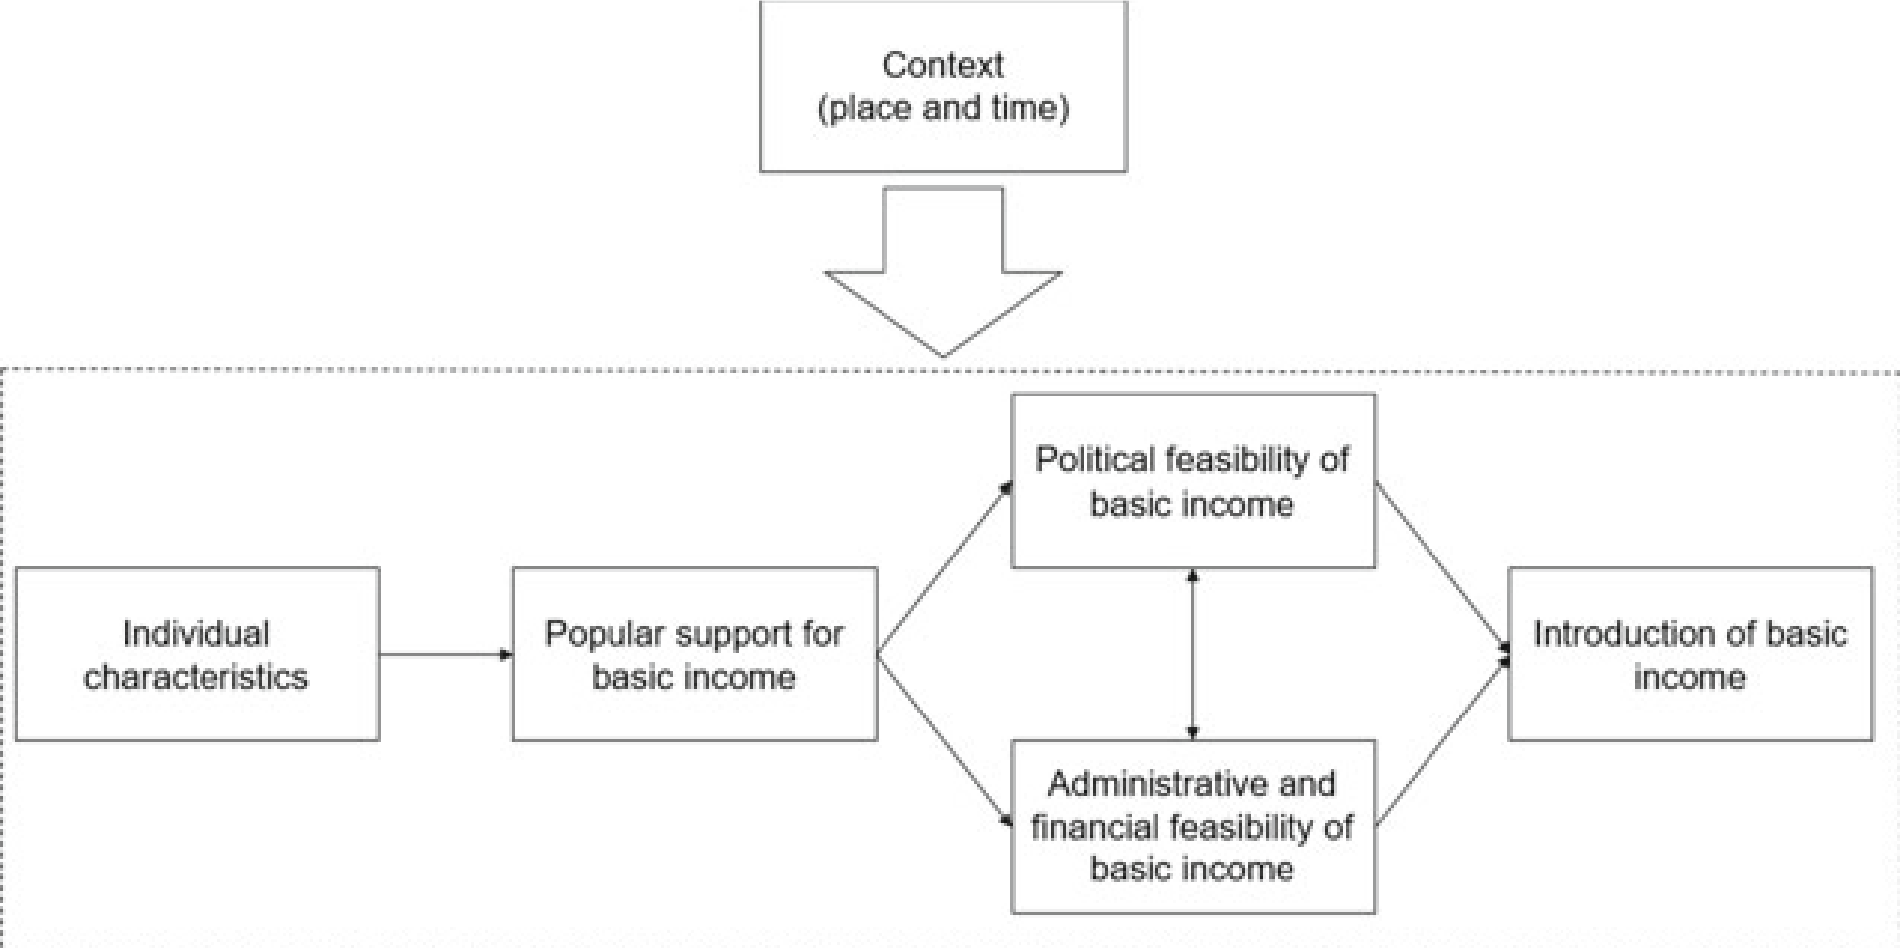 Context
(place and time)
Individual
characteristics
Popular support for
basic income
Political feasibility of
basic income
Administrative and
financial feasibility of
basic income
Introduction of basic
income